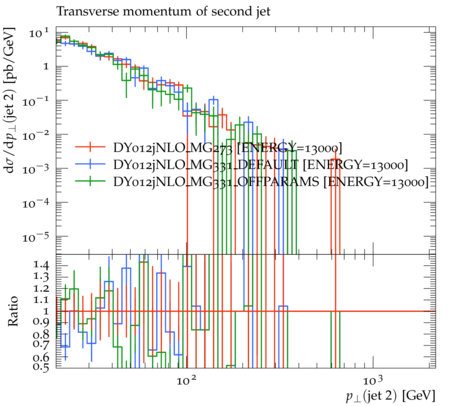 Transverse momentum of second jet
dσ/dp⊥(jet 2) [pb/GeV]
10¹
1
10⁻¹
10⁻²
10⁻³
10⁻⁴
10⁻⁵
DY012jNLO_MG273 [ENERGY=13000]
DY012jNLO_MG331_DEFAULT [ENERGY=13000]
DY012jNLO_MG331_OFFPARAMS [ENERGY=13000]
Ratio
1.4
1.3
1.2
1.1
1
0.9
0.8
0.7
0.6
0.5
10²
10³
p⊥(jet 2) [GeV]